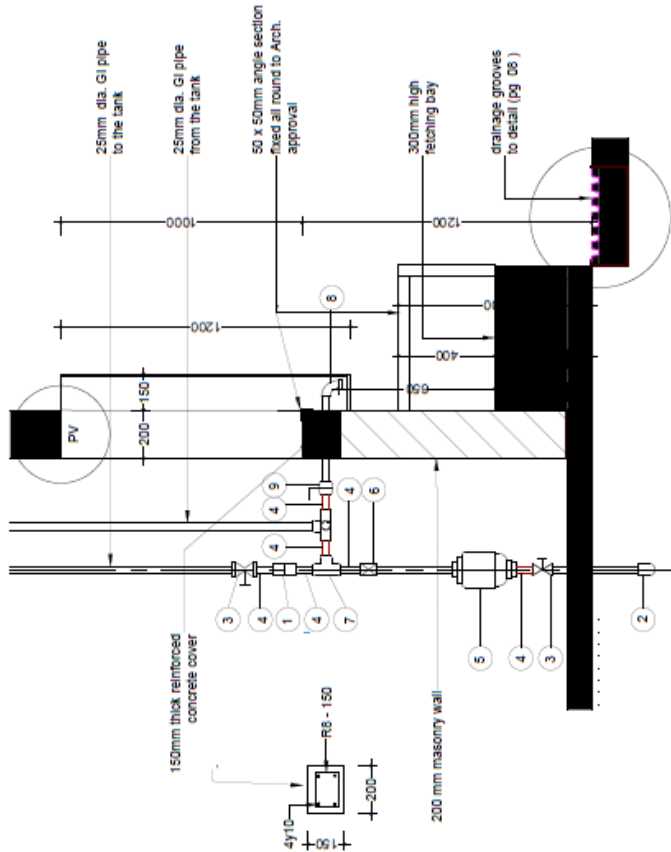 25mm dia. GI pipe
to the tank
25mm dia. GI pipe
from the tank
50 x 50mm angle section
fixed all round to Arch.
approval
300mm high
fetching bay
drainage grooves
to detail (pg 08 )
1000
1200
1200
8
400
650
150
200
PV
9
4
4
4
6
3
4
1
4
7
5
4
3
2
150mm thick reinforced
concrete cover
R8 - 150
4y10
200
150
200 mm masonry wall